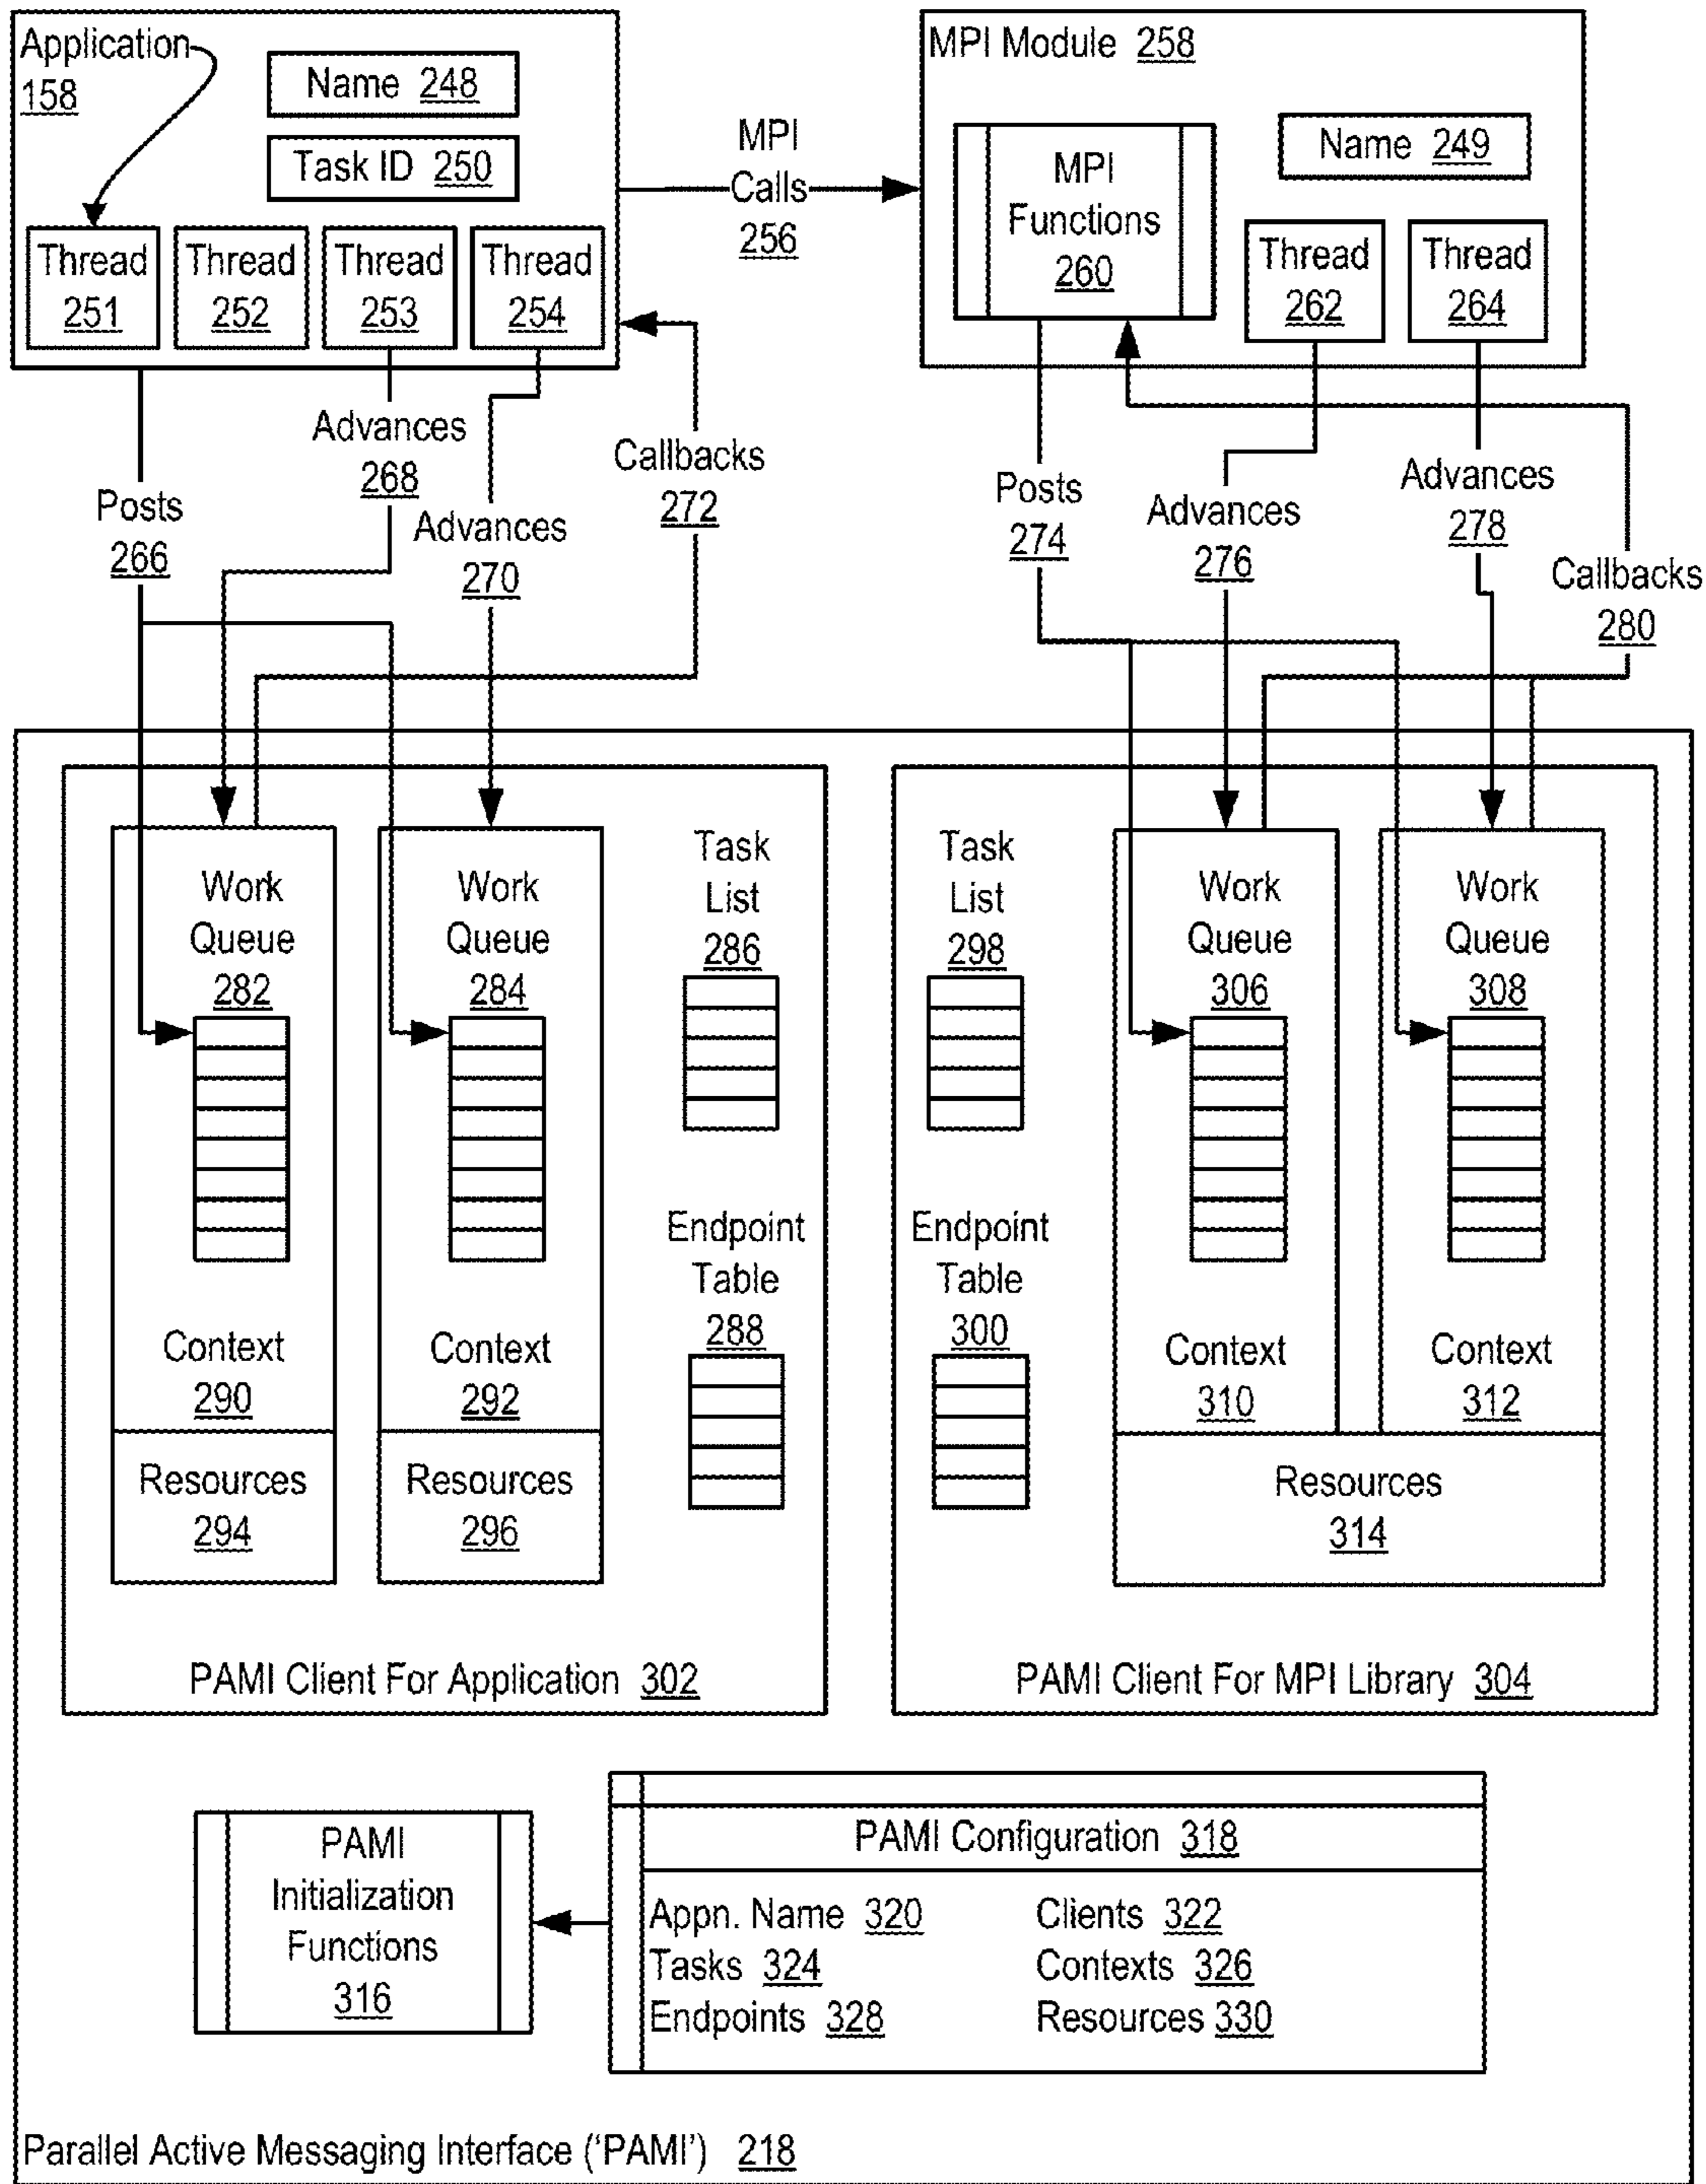 Application
158
Name 248
Task ID 250
Thread
251
Thread
252
Thread
253
Thread
254
MPI
Calls
256
MPI Module 258
MPI
Functions
260
Name 249
Thread
262
Thread
264
Posts
266
Advances
268
Advances
270
Callbacks
272
Posts
274
Advances
276
Advances
278
Callbacks
280
Work
Queue
282
Work
Queue
284
Task
List
286
Endpoint
Table
288
Context
290
Context
292
Resources
294
Resources
296
PAMI Client For Application 302
Task
List
298
Endpoint
Table
300
Work
Queue
306
Work
Queue
308
Context
310
Context
312
Resources
314
PAMI Client For MPI Library 304
PAMI
Initialization
Functions
316
PAMI Configuration 318
Appn. Name 320 Clients 322
Tasks 324 Contexts 326
Endpoints 328 Resources 330
Parallel Active Messaging Interface (‘PAMI’) 218